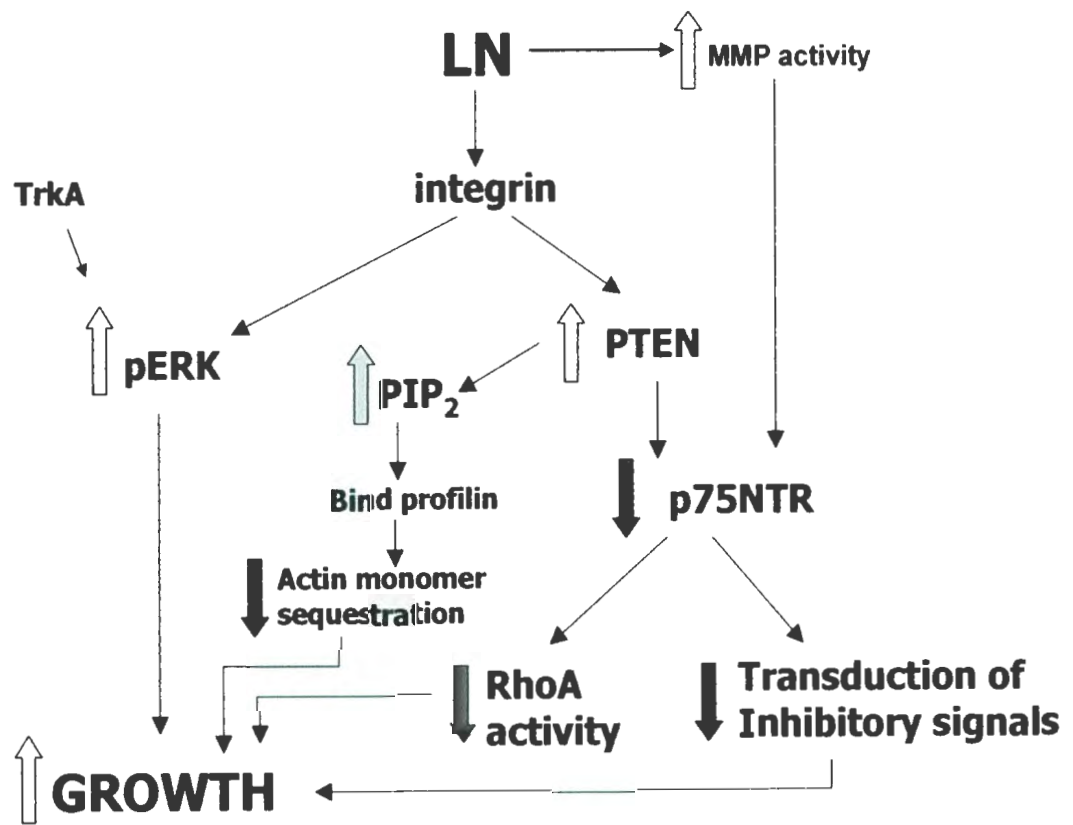 LN
MMP activity
integrin
TrkA
PTEN
pERK
PIP₂
Bind profilin
p75NTR
Actin monomer
sequestration
RhoA
activity
Transduction of
Inhibitory signals
GROWTH